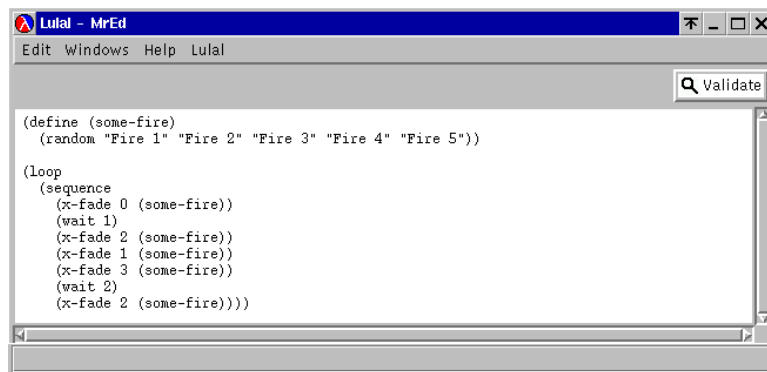 Lulal - MrEd
Edit Windows Help Lulal
Validate
(define (some-fire)
  (random "Fire 1" "Fire 2" "Fire 3" "Fire 4" "Fire 5"))
(loop
  (sequence
    (x-fade 0 (some-fire))
    (wait 1)
    (x-fade 2 (some-fire))
    (x-fade 1 (some-fire))
    (x-fade 3 (some-fire))
    (wait 2)
    (x-fade 2 (some-fire))))